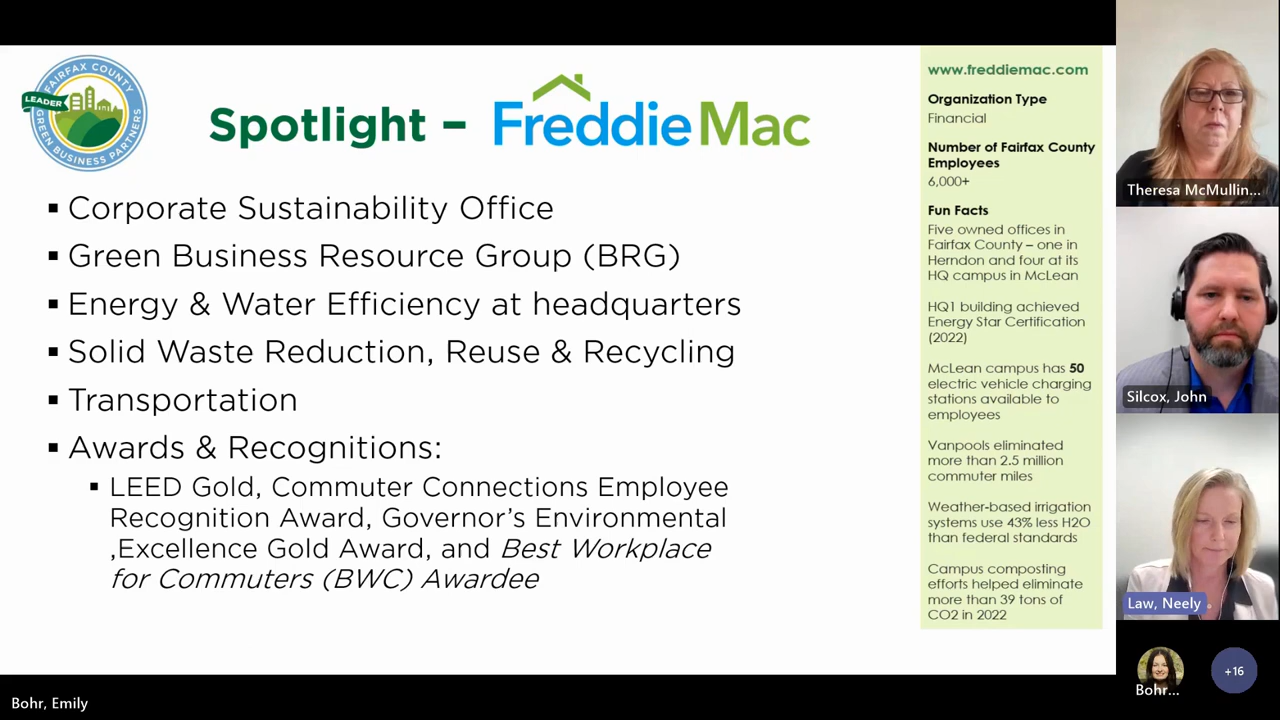 FAIRFAX COUNTY
LEADER
GREEN BUSINESS PARTNERS
Spotlight – Freddie Mac
▪ Corporate Sustainability Office
▪ Green Business Resource Group (BRG)
▪ Energy & Water Efficiency at headquarters
▪ Solid Waste Reduction, Reuse & Recycling
▪ Transportation
▪ Awards & Recognitions:
▪ LEED Gold, Commuter Connections Employee
Recognition Award, Governor’s Environmental
,Excellence Gold Award, and Best Workplace
for Commuters (BWC) Awardee
www.freddiemac.com
Organization Type
Financial
Number of Fairfax County
Employees
6,000+
Fun Facts
Five owned offices in
Fairfax County – one in
Herndon and four at its
HQ campus in McLean
HQ1 building achieved
Energy Star Certification
(2022)
McLean campus has 50
electric vehicle charging
stations available to
employees
Vanpools eliminated
more than 2.5 million
commuter miles
Weather-based irrigation
systems use 43% less H2O
than federal standards
Campus composting
efforts helped eliminate
more than 39 tons of
CO2 in 2022
Theresa McMullin...
Silcox, John
Law, Neely
Bohr...
+16
Bohr, Emily